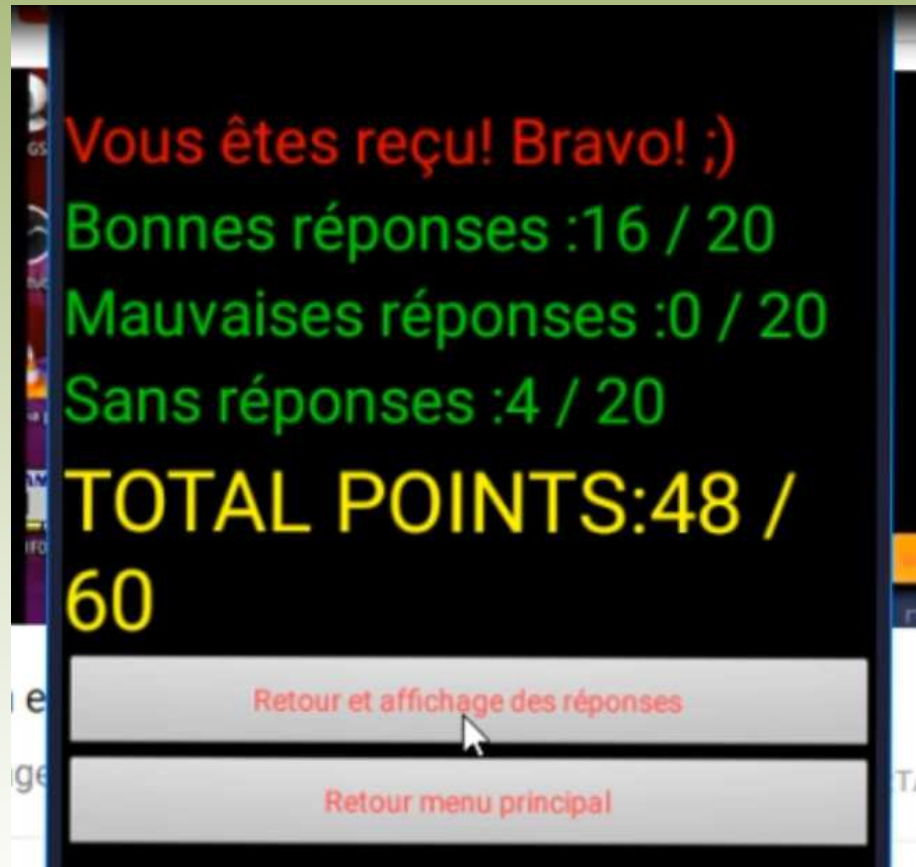 Vous êtes reçu! Bravo! ;)
Bonnes réponses :16 / 20
Mauvaises réponses :0 / 20
Sans réponses :4 / 20
TOTAL POINTS:48 /
60
Retour et affichage des réponses
Retour menu principal